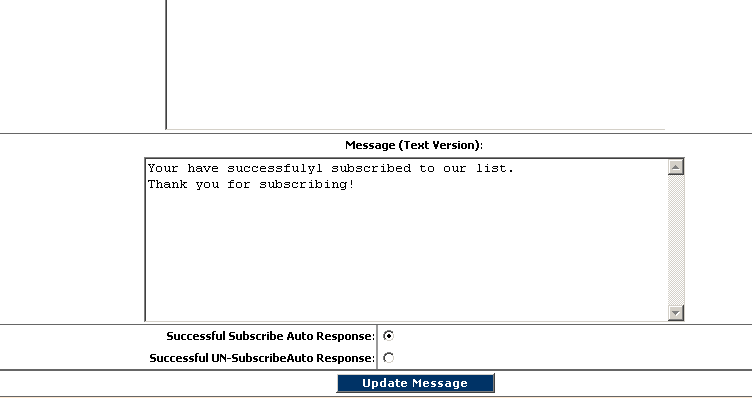 Message (Text Version):
Your have successfulyl subscribed to our list.
Thank you for subscribing!
Successful Subscribe Auto Response:
Successful UN-SubscribeAuto Response:
Update Message